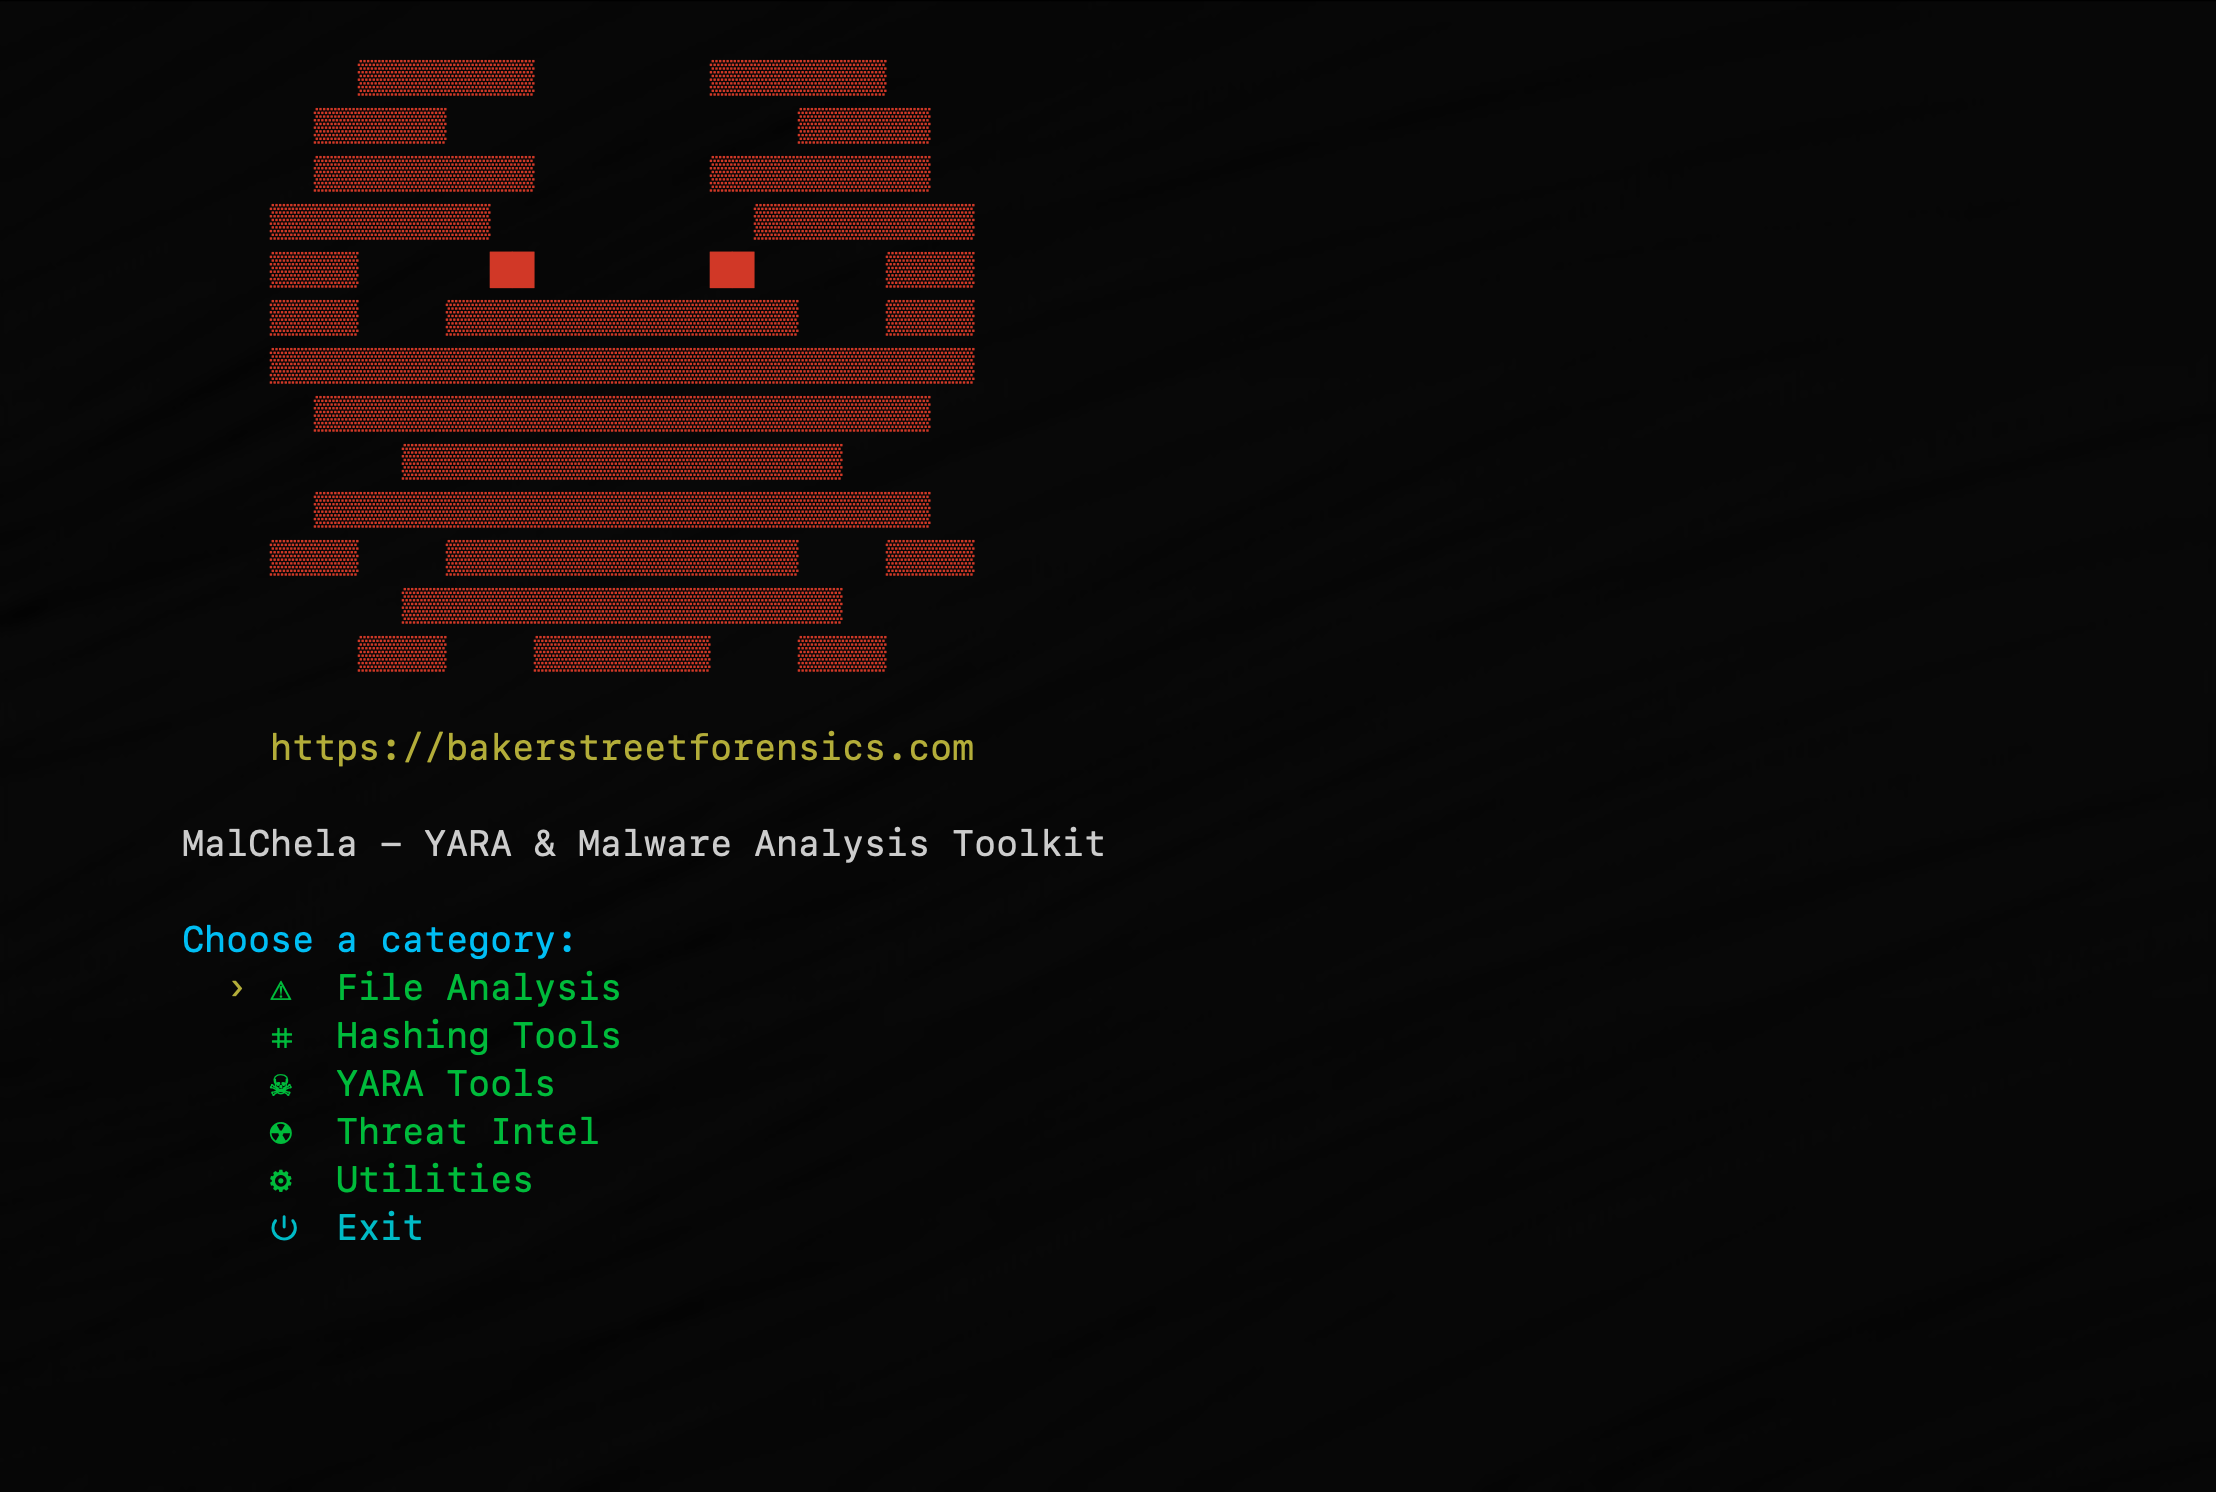 https://bakerstreetforensics.com
MalChela — YARA & Malware Analysis Toolkit
Choose a category:
› ⚠ File Analysis
⌗ Hashing Tools
☠ YARA Tools
☢ Threat Intel
⚙ Utilities
⏻ Exit